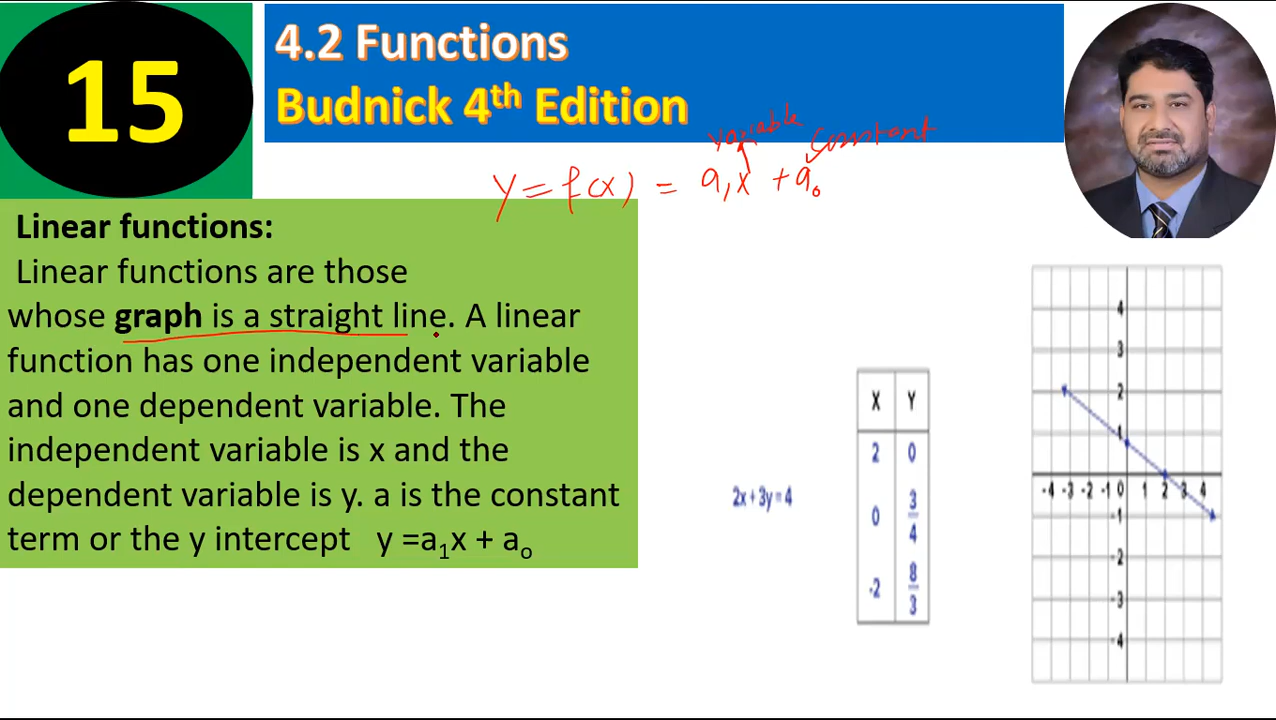 15
4.2 Functions
Budnick 4th Edition
variable
constant
y = f(x) = a₁x + a₀
Linear functions:
Linear functions are those
whose graph is a straight line. A linear
function has one independent variable
and one dependent variable. The
independent variable is x and the
dependent variable is y. a is the constant
term or the y intercept y =a₁x + aₒ
2x + 3y = 4
X Y
2 0
0 3/4
-2 8/3
4
3
2
1
-4 -3 -2 -1 0 1 2 3 4
-1
-2
-3
-4